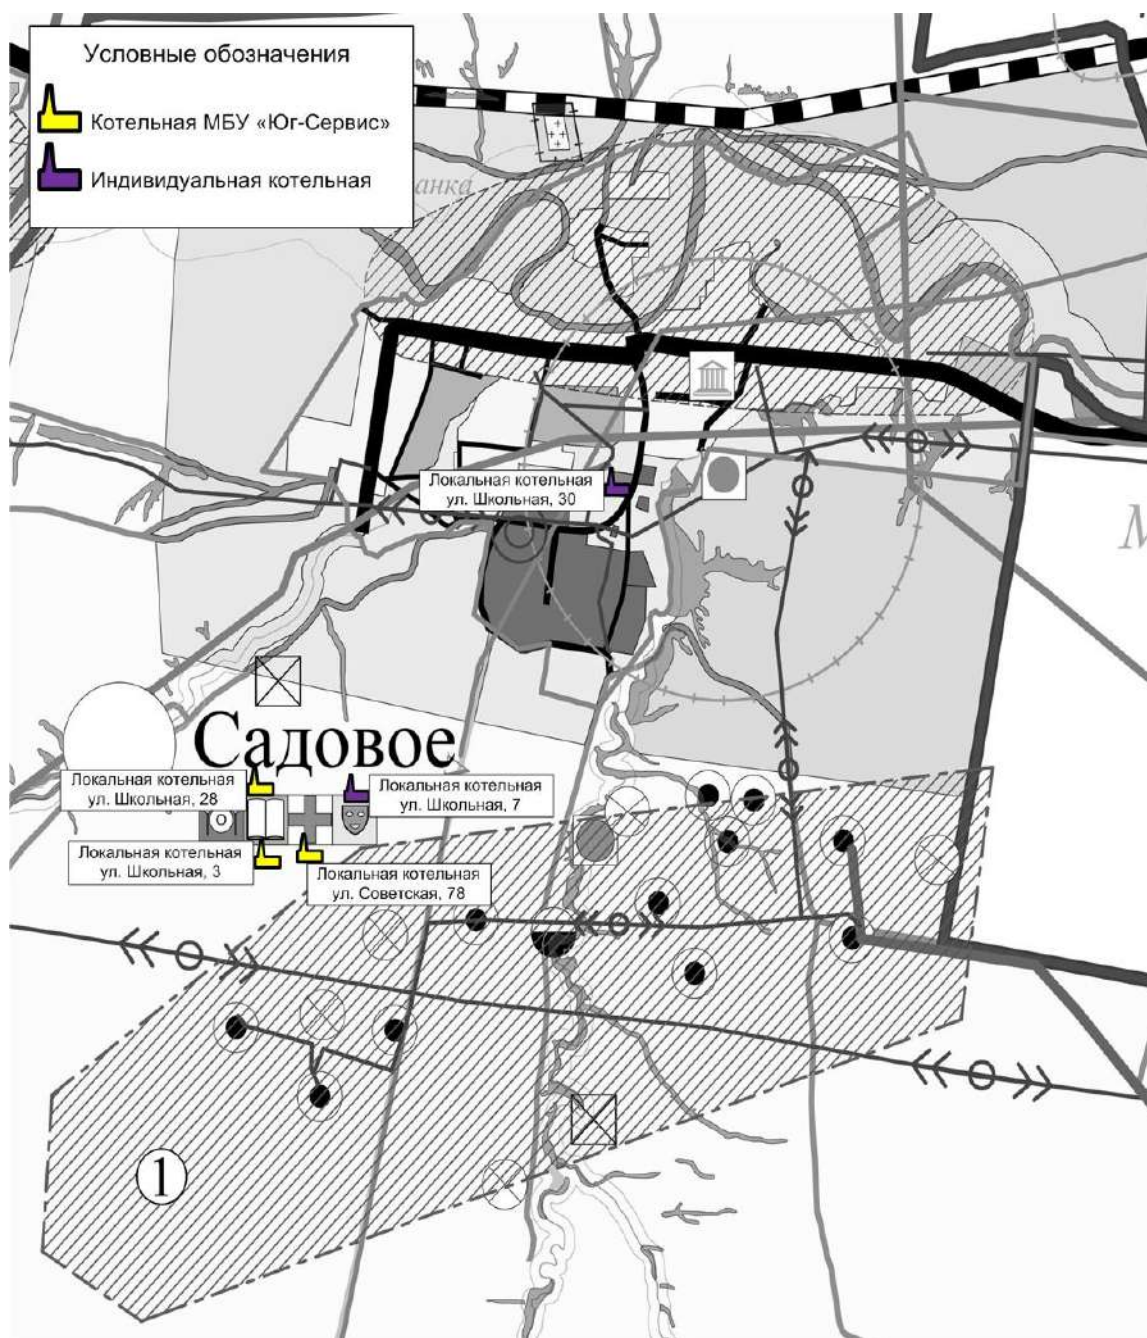 Условные обозначения
Котельная МБУ «Юг-Сервис»
Индивидуальная котельная
анка
Локальная котельная
ул. Школьная, 30
М
Садовое
Локальная котельная
ул. Школьная, 28
Локальная котельная
ул. Школьная, 7
Локальная котельная
ул. Школьная, 3
Локальная котельная
ул. Советская, 78
1